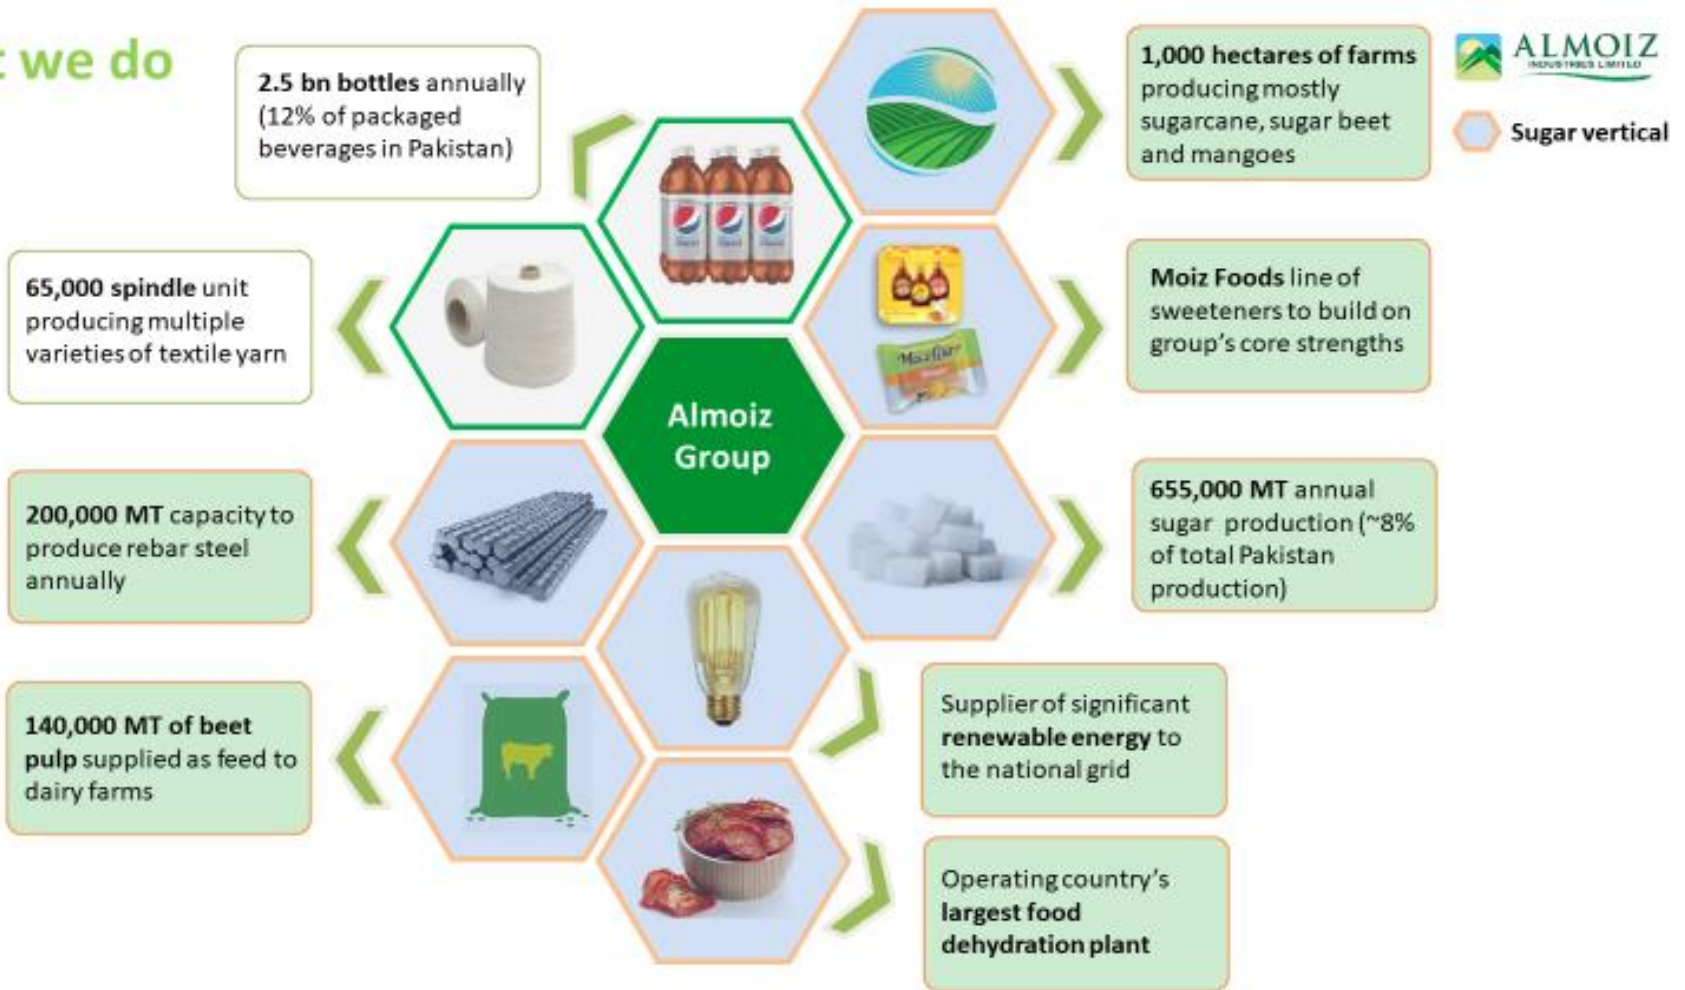 t we do
2.5 bn bottles annually
(12% of packaged
beverages in Pakistan)
1,000 hectares of farms
producing mostly
sugarcane, sugar beet
and mangoes
ALMOIZ
INDUSTRIES LIMITED
Sugar vertical
65,000 spindle unit
producing multiple
varieties of textile yarn
Moiz Foods line of
sweeteners to build on
group's core strengths
Almoiz
Group
200,000 MT capacity to
produce rebar steel
annually
655,000 MT annual
sugar production (~8%
of total Pakistan
production)
140,000 MT of beet
pulp supplied as feed to
dairy farms
Supplier of significant
renewable energy to
the national grid
Operating country's
largest food
dehydration plant